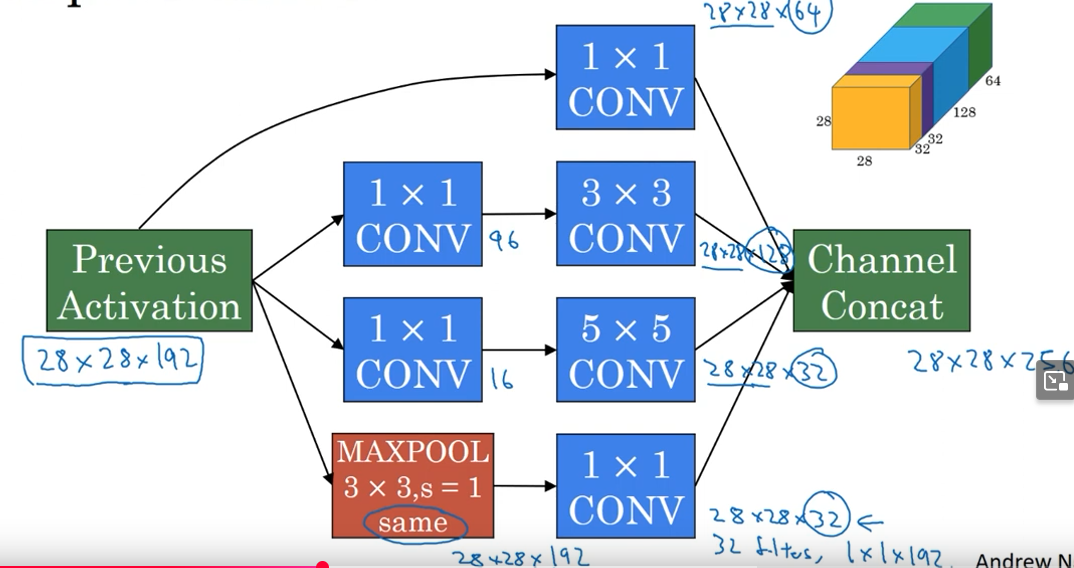 28×28×64
1 × 1
CONV
28
28
32
32
128
64
1 × 1
CONV
96
3 × 3
CONV
28×28×128
Previous
Activation
28×28×192
Channel
Concat
28×28×256
1 × 1
CONV
16
5 × 5
CONV
28×28×32
MAXPOOL
3 × 3,s = 1
same
28×28×192
1 × 1
CONV
28×28×32 ←
32 filters, 1×1×192
Andrew N